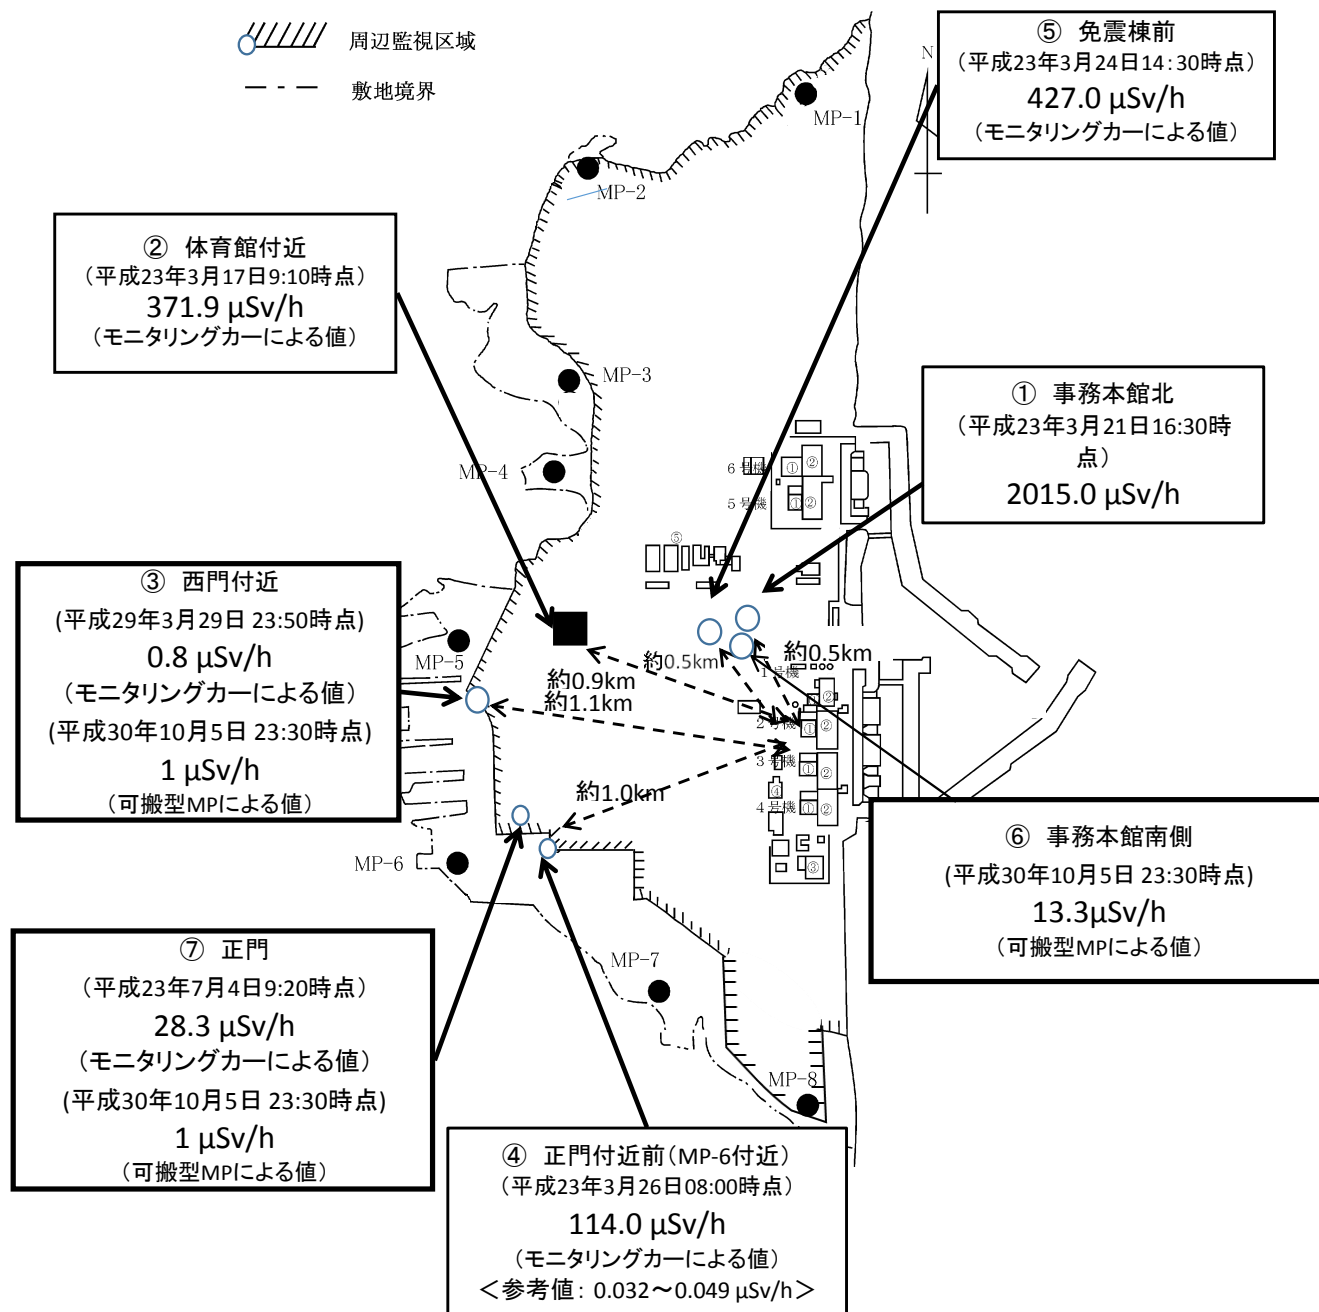 周辺監視区域
敷地境界
⑤ 免震棟前
(平成23年3月24日14:30時点)
427.0 μSv/h
(モニタリングカーによる値)
N
MP-1
MP-2
② 体育館付近
(平成23年3月17日9:10時点)
371.9 μSv/h
(モニタリングカーによる値)
MP-3
① 事務本館北
(平成23年3月21日16:30時
点)
2015.0 μSv/h
MP-4
6号機
① ②
5号機
① ②
⑤
③ 西門付近
(平成29年3月29日 23:50時点)
0.8 μSv/h
(モニタリングカーによる値)
(平成30年10月5日 23:30時点)
1 μSv/h
(可搬型MPによる値)
MP-5
約0.5km
約0.5km
約0.9km
約1.1km
1号機
②
2号機
① ②
3号機
① ②
④
4号機
① ②
③
約1.0km
MP-6
⑥ 事務本館南側
(平成30年10月5日 23:30時点)
13.3μSv/h
(可搬型MPによる値)
⑦ 正門
(平成23年7月4日9:20時点)
28.3 μSv/h
(モニタリングカーによる値)
(平成30年10月5日 23:30時点)
1 μSv/h
(可搬型MPによる値)
MP-7
MP-8
④ 正門付近前(MP-6付近)
(平成23年3月26日08:00時点)
114.0 μSv/h
(モニタリングカーによる値)
<参考値: 0.032~0.049 μSv/h>